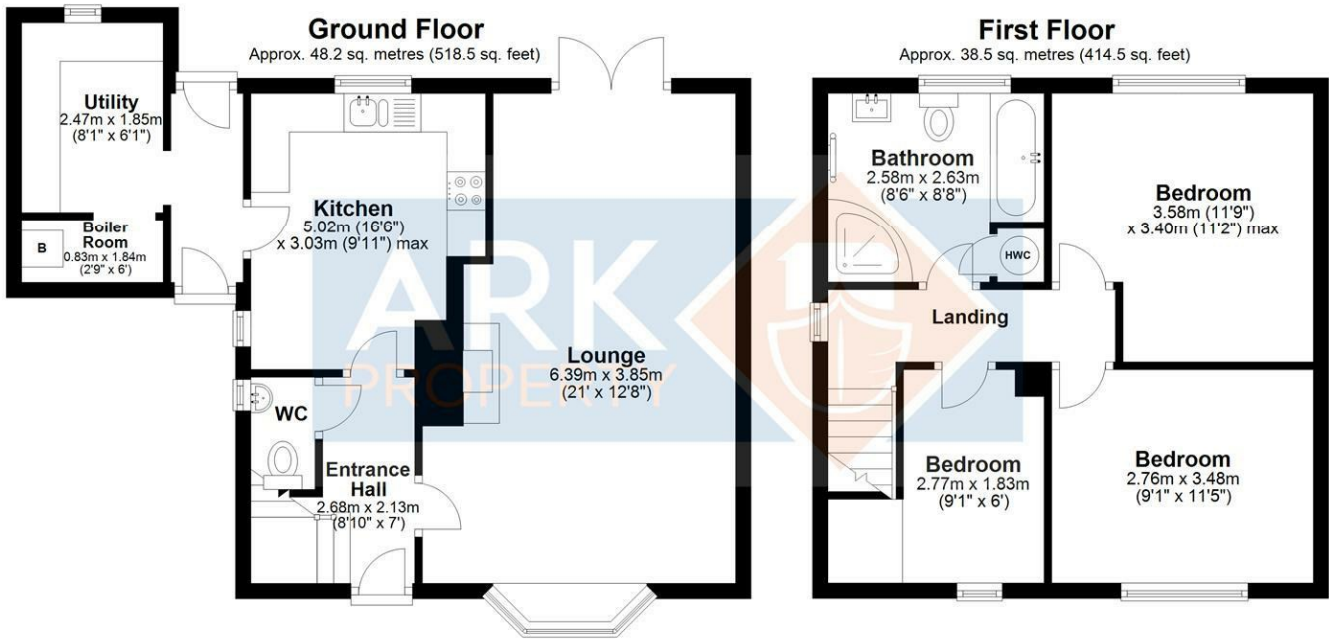 Ground Floor
Approx. 48.2 sq. metres (518.5 sq. feet)
Utility
2.47m x 1.85m
(8'1" x 6'1")
Boiler
Room
0.83m x 1.84m
(2'9" x 6')
B
Kitchen
5.02m (16'6")
x 3.03m (9'11") max
Lounge
6.39m x 3.85m
(21' x 12'8")
WC
Entrance
Hall
2.68m x 2.13m
(8'10" x 7')
First Floor
Approx. 38.5 sq. metres (414.5 sq. feet)
Bathroom
2.58m x 2.63m
(8'6" x 8'8")
HWC
Bedroom
3.58m (11'9")
x 3.40m (11'2") max
Landing
Bedroom
2.77m x 1.83m
(9'1" x 6')
Bedroom
2.76m x 3.48m
(9'1" x 11'5")
ARK
PROPERTY